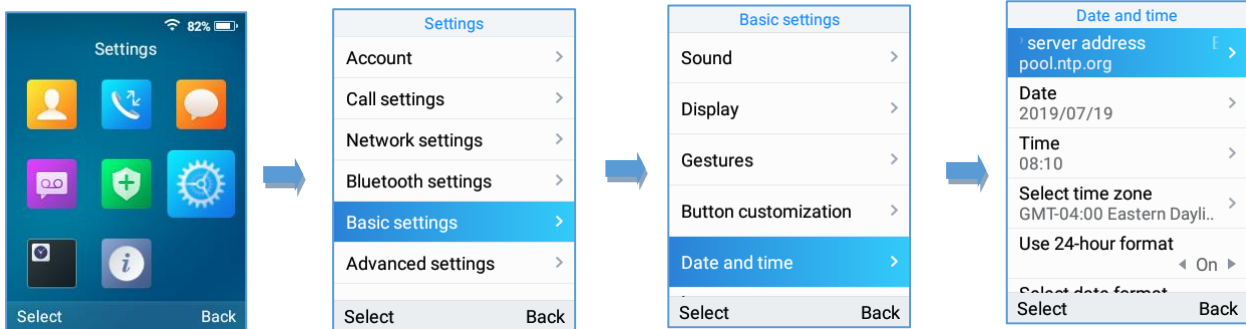 82%
Settings
Select Back
Settings
Account
Call settings
Network settings
Bluetooth settings
Basic settings
Advanced settings
Select Back
Basic settings
Sound
Display
Gestures
Button customization
Date and time
Select Back
Date and time
server address E
pool.ntp.org
Date
2019/07/19
Time
08:10
Select time zone
GMT-04:00 Eastern Dayli..
Use 24-hour format
On
Select date format
Select Back